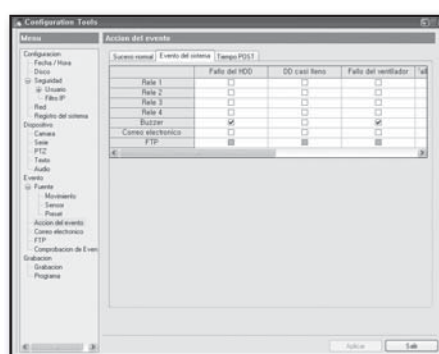 Configuration Tools
Menu
Configuracion
Fecha / Hora
Disco
Seguridad
Usuario
Filtro IP
Red
Registro del sistema
Dispositivo
Camara
Serie
PTZ
Texto
Audio
Evento
Fuente
Movimiento
Sensor
Preset
Accion del evento
Correo electronico
FTP
Comprobacion de Even
Grabacion
Grabacion
Programa
Accion del evento
Suceso normal Evento del sistema Tiempo POST
Fallo del HDD DD casi lleno Fallo del ventilador
Rele 1
Rele 2
Rele 3
Rele 4
Buzzer
Correo electronico
FTP
Aplicar Salir